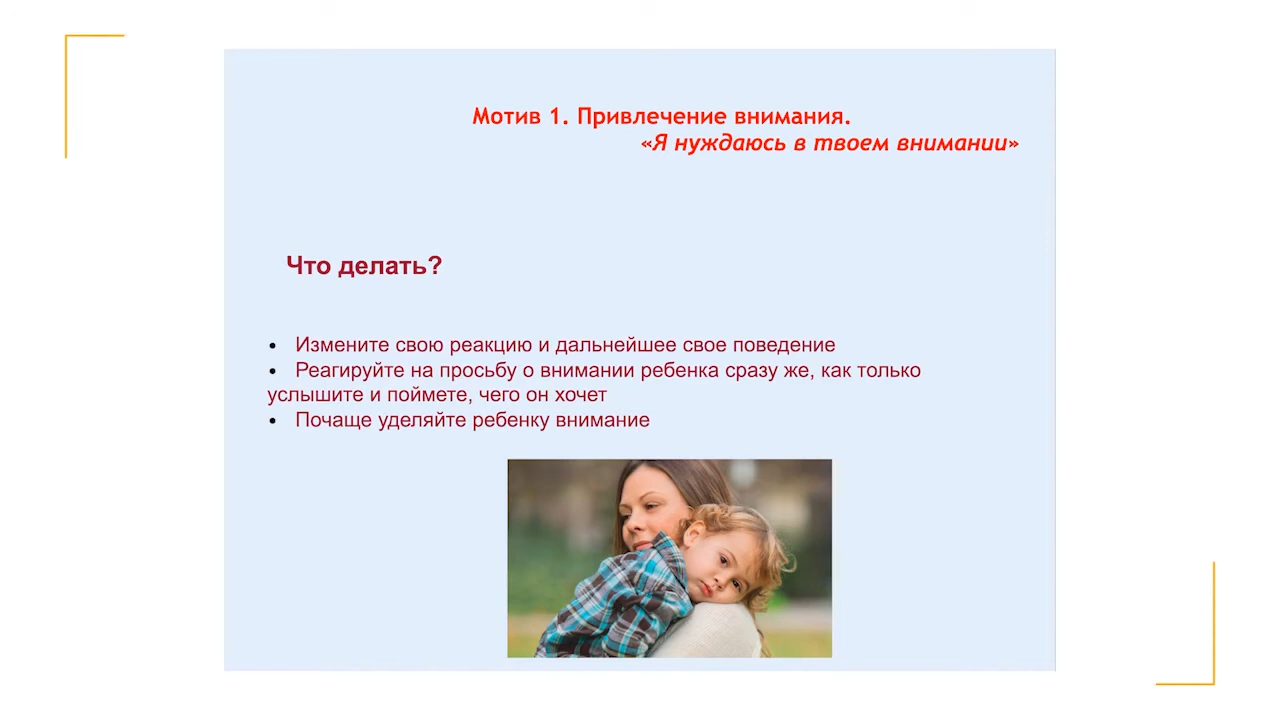 Мотив 1. Привлечение внимания.
«Я нуждаюсь в твоем внимании»
Что делать?
• Измените свою реакцию и дальнейшее свое поведение
• Реагируйте на просьбу о внимании ребенка сразу же, как только
услышите и поймете, чего он хочет
• Почаще уделяйте ребенку внимание